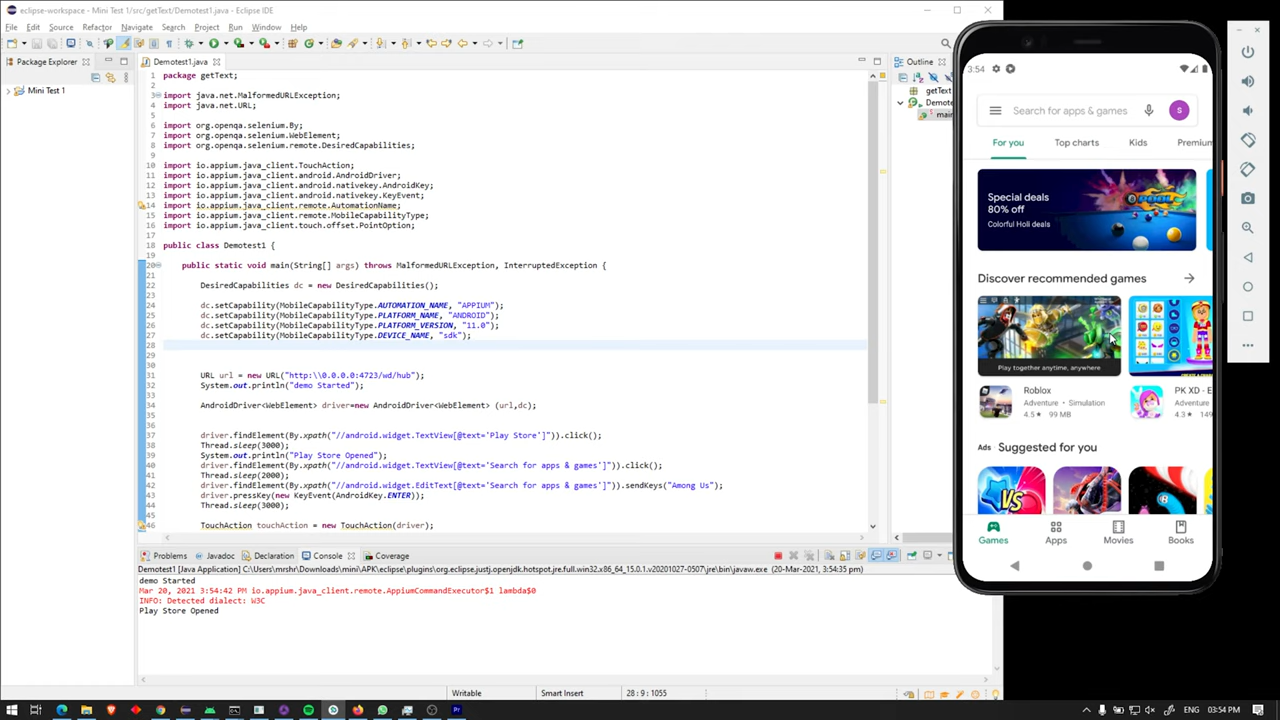 eclipse-workspace - Mini Test 1/src/getText/Demotest1.java - Eclipse IDE
File Edit Source Refactor Navigate Search Project Run Window Help
Package Explorer
Mini Test 1
Demotest1.java
1 package getText;
2
3 import java.net.MalformedURLException;
4 import java.net.URL;
5
6 import org.openqa.selenium.By;
7 import org.openqa.selenium.WebElement;
8 import org.openqa.selenium.remote.DesiredCapabilities;
9
10 import io.appium.java_client.TouchAction;
11 import io.appium.java_client.android.AndroidDriver;
12 import io.appium.java_client.android.nativekey.AndroidKey;
13 import io.appium.java_client.android.nativekey.KeyEvent;
14 import io.appium.java_client.remote.AutomationName;
15 import io.appium.java_client.remote.MobileCapabilityType;
16 import io.appium.java_client.touch.offset.PointOption;
17
18 public class Demotest1 {
19
20 public static void main(String[] args) throws MalformedURLException, InterruptedException {
21
22 DesiredCapabilities dc = new DesiredCapabilities();
23
24 dc.setCapability(MobileCapabilityType.AUTOMATION_NAME, "APPIUM");
25 dc.setCapability(MobileCapabilityType.PLATFORM_NAME, "ANDROID");
26 dc.setCapability(MobileCapabilityType.PLATFORM_VERSION, "11.0");
27 dc.setCapability(MobileCapabilityType.DEVICE_NAME, "sdk");
28
29
30
31 URL url = new URL("http:\\0.0.0.0:4723/wd/hub");
32 System.out.println("demo Started");
33
34 AndroidDriver<WebElement> driver=new AndroidDriver<WebElement> (url,dc);
35
36
37 driver.findElement(By.xpath("//android.widget.TextView[@text='Play Store']")).click();
38 Thread.sleep(3000);
39 System.out.println("Play Store Opened");
40 driver.findElement(By.xpath("//android.widget.TextView[@text='Search for apps & games']")).click();
41 Thread.sleep(2000);
42 driver.findElement(By.xpath("//android.widget.EditText[@text='Search for apps & games']")).sendKeys("Among Us");
43 driver.pressKey(new KeyEvent(AndroidKey.ENTER));
44 Thread.sleep(3000);
45
46 TouchAction touchAction = new TouchAction(driver);
Outline
getText
Demote
main
Problems Javadoc Declaration Console Coverage
Demotest1 [Java Application] C:\Users\mrshr\Downloads\mini\APK\eclipse\plugins\org.eclipse.justj.openjdk.hotspot.jre.full.win32.x86_64_15.0.1.v20201027-0507\jre\bin\javaw.exe (20-Mar-2021, 3:54:35 pm)
demo Started
Mar 20, 2021 3:54:42 PM io.appium.java_client.remote.AppiumCommandExecutor$1 lambda$0
INFO: Detected dialect: W3C
Play Store Opened
Writable Smart Insert 28 : 9 : 1055
ENG 03:54 PM
3:54
Search for apps & games S
For you Top charts Kids Premium
Special deals
80% off
Colorful Holi deals
POOL
Discover recommended games
Play together anytime, anywhere
Roblox
Adventure • Simulation
4.5★ 99 MB
PK XD - E
Adventur
4.3★ 149
Ads Suggested for you
VS
Games Apps Movies Books